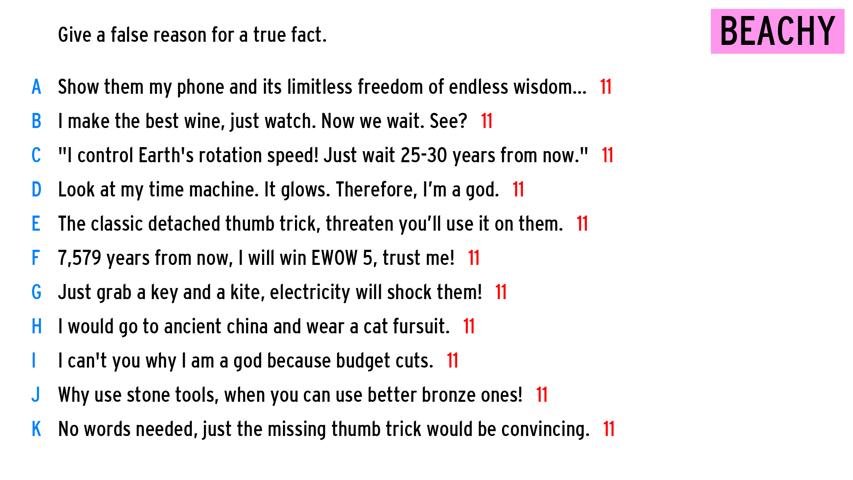 Give a false reason for a true fact.
BEACHY
A Show them my phone and its limitless freedom of endless wisdom... 11
B I make the best wine, just watch. Now we wait. See? 11
C "I control Earth's rotation speed! Just wait 25-30 years from now." 11
D Look at my time machine. It glows. Therefore, I'm a god. 11
E The classic detached thumb trick, threaten you'll use it on them. 11
F 7,579 years from now, I will win EWOW 5, trust me! 11
G Just grab a key and a kite, electricity will shock them! 11
H I would go to ancient china and wear a cat fursuit. 11
I I can't you why I am a god because budget cuts. 11
J Why use stone tools, when you can use better bronze ones! 11
K No words needed, just the missing thumb trick would be convincing. 11